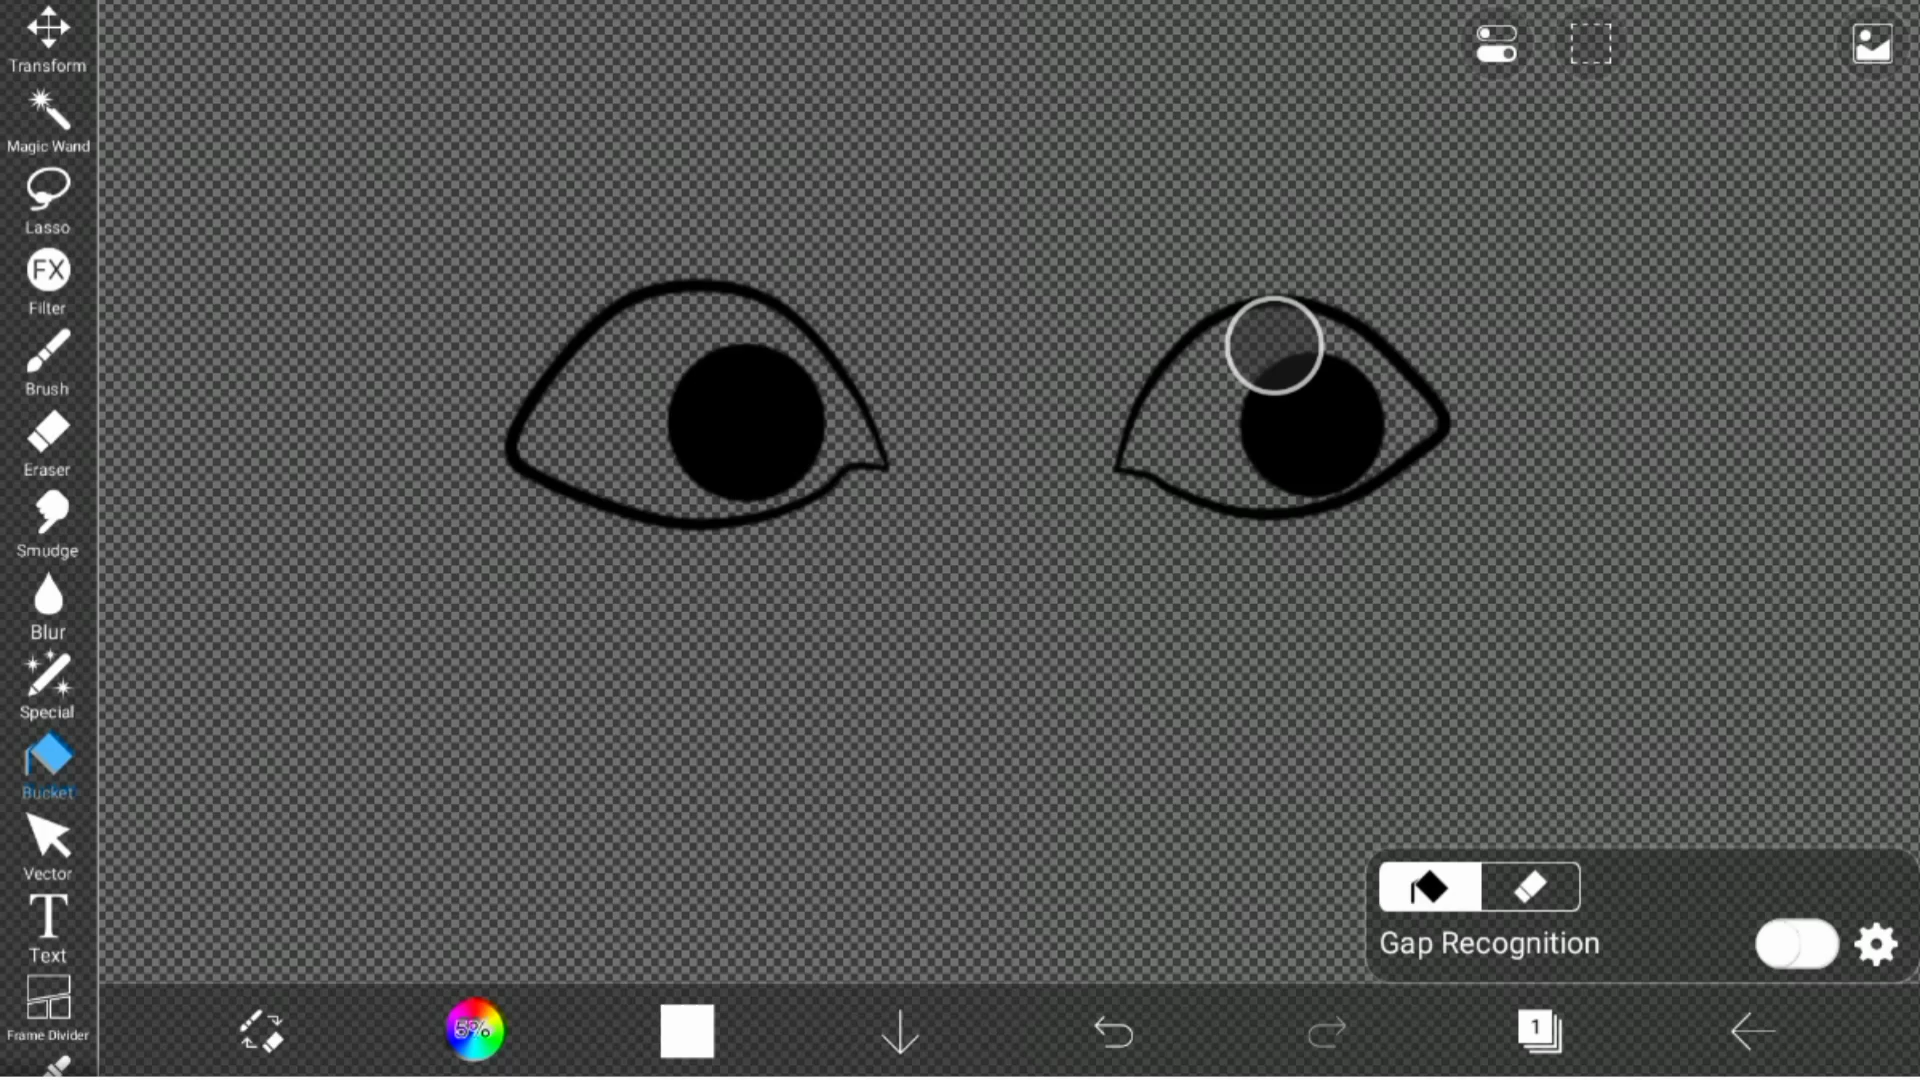 Transform
Magic Wand
Lasso
FX
Filter
Brush
Eraser
Smudge
Blur
Special
Bucket
Vector
T
Text
Frame Divider
Gap Recognition
5%
1